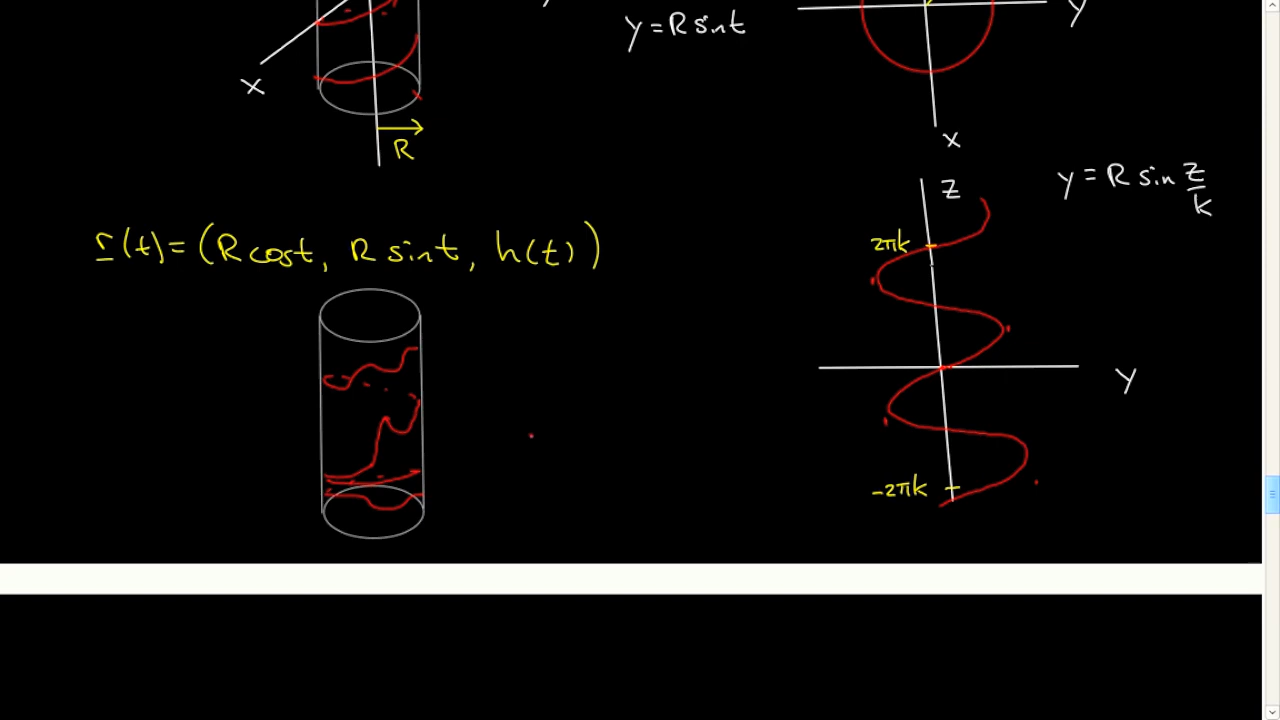 y = R sin t
y
x
R
x
z
y = R sin z/k
2πk
r(t) = (R cos t, R sin t, h(t))
y
-2πk